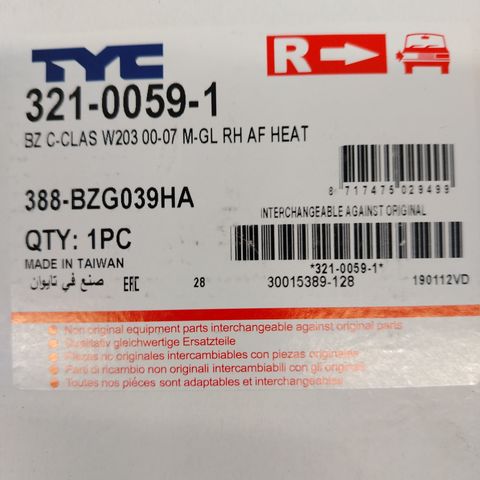 TYC
R
321-0059-1
BZ C-CLAS W203 00-07 M-GL RH AF HEAT
388-BZG039HA
8 717475 029499
INTERCHANGEABLE AGAINST ORIGINAL
QTY: 1PC
MADE IN TAIWAN
*321-0059-1*
صنع في تايوان EAC 28 30015389-128 190112VD
Non original equipment parts interchangeable against original parts
Qualitativ gleichwertige Ersatzteile
Piezas no originales intercambiables con piezas originales
Parti di ricambio non originali intercambiabili con gli originali
Toutes nos piéces sont adaptables et interchangeables